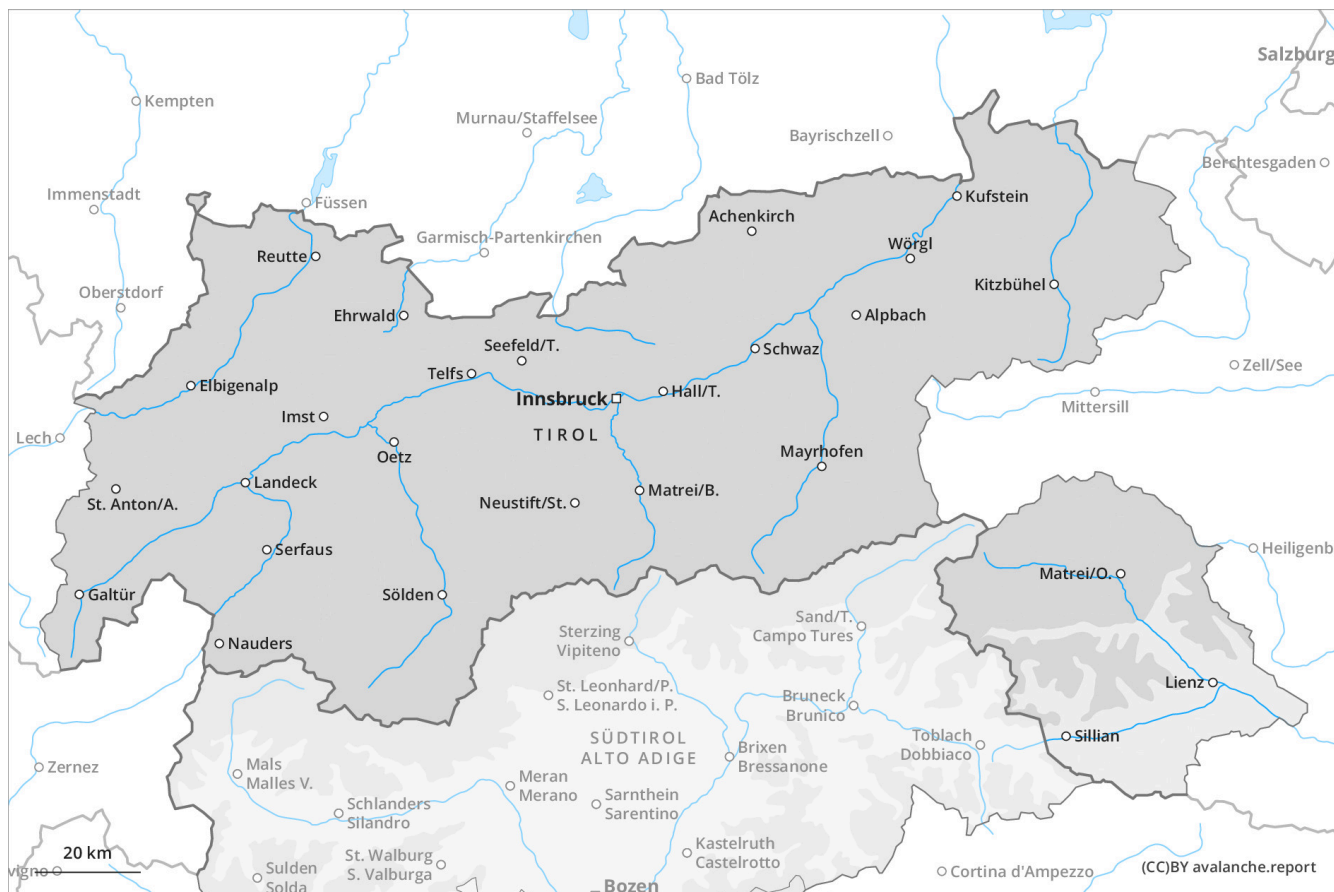 Salzburg
Bad Tölz
Kempten
Murnau/Staffelsee
Bayrischzell
Berchtesgaden
Immenstadt
Füssen
Kufstein
Achenkirch
Garmisch-Partenkirchen
Wörgl
Reutte
Kitzbühel
Oberstdorf
Ehrwald
Alpbach
Seefeld/T.
Schwaz
Zell/See
Telfs
Elbigenalp
Hall/T.
Innsbruck
Mittersill
Imst
TIROL
Lech
Oetz
Mayrhofen
Landeck
Matrei/B.
St. Anton/A.
Neustift/St.
Serfaus
Heiligenb
Matrei/O.
Galtür
Sölden
Sand/T.
Campo Tures
Nauders
Sterzing
Vipiteno
Lienz
St. Leonhard/P.
S. Leonardo i. P.
Bruneck
Brunico
Sillian
SÜDTIROL
ALTO ADIGE
Toblach
Dobbiaco
Brixen
Bressanone
Zernez
Mals
Malles V.
Meran
Merano
Sarnthein
Sarentino
Schlanders
Silandro
Kastelruth
Castelrotto
20 km
St. Walburg
S. Valburga
vigno
Sulden
Solda
Cortina d'Ampezzo
(CC)BY avalanche.report
Bozen